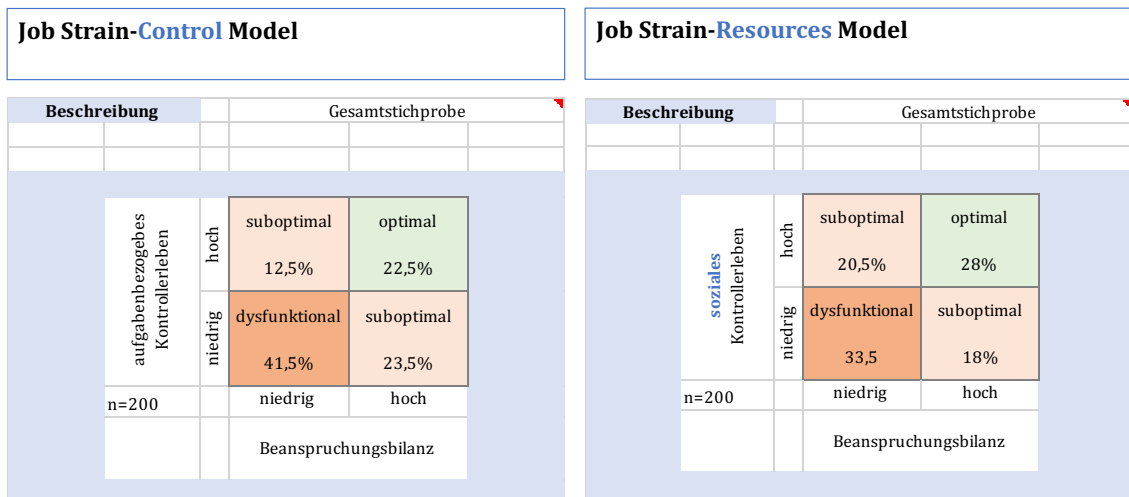 Job Strain-Control Model
Beschreibung
Gesamtstichprobe
aufgabenbezogebes
Kontrollerleben
hoch
niedrig
suboptimal
optimal
12,5%
22,5%
dysfunktional
suboptimal
41,5%
23,5%
n=200
niedrig
hoch
Beanspruchungsbilanz
Job Strain-Resources Model
Beschreibung
Gesamtstichprobe
soziales
Kontrollerleben
hoch
niedrig
suboptimal
optimal
20,5%
28%
dysfunktional
suboptimal
33,5
18%
n=200
niedrig
hoch
Beanspruchungsbilanz